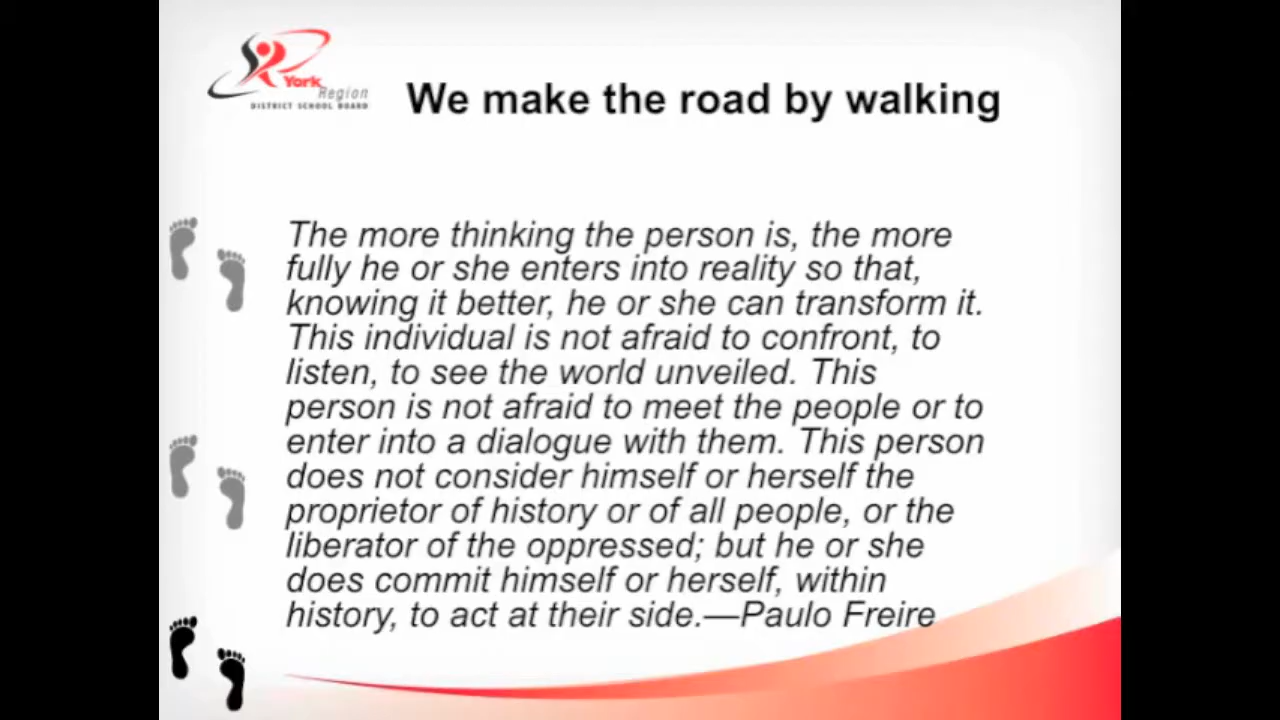 York
Region
DISTRICT SCHOOL BOARD
We make the road by walking
The more thinking the person is, the more
fully he or she enters into reality so that,
knowing it better, he or she can transform it.
This individual is not afraid to confront, to
listen, to see the world unveiled. This
person is not afraid to meet the people or to
enter into a dialogue with them. This person
does not consider himself or herself the
proprietor of history or of all people, or the
liberator of the oppressed; but he or she
does commit himself or herself, within
history, to act at their side.—Paulo Freire